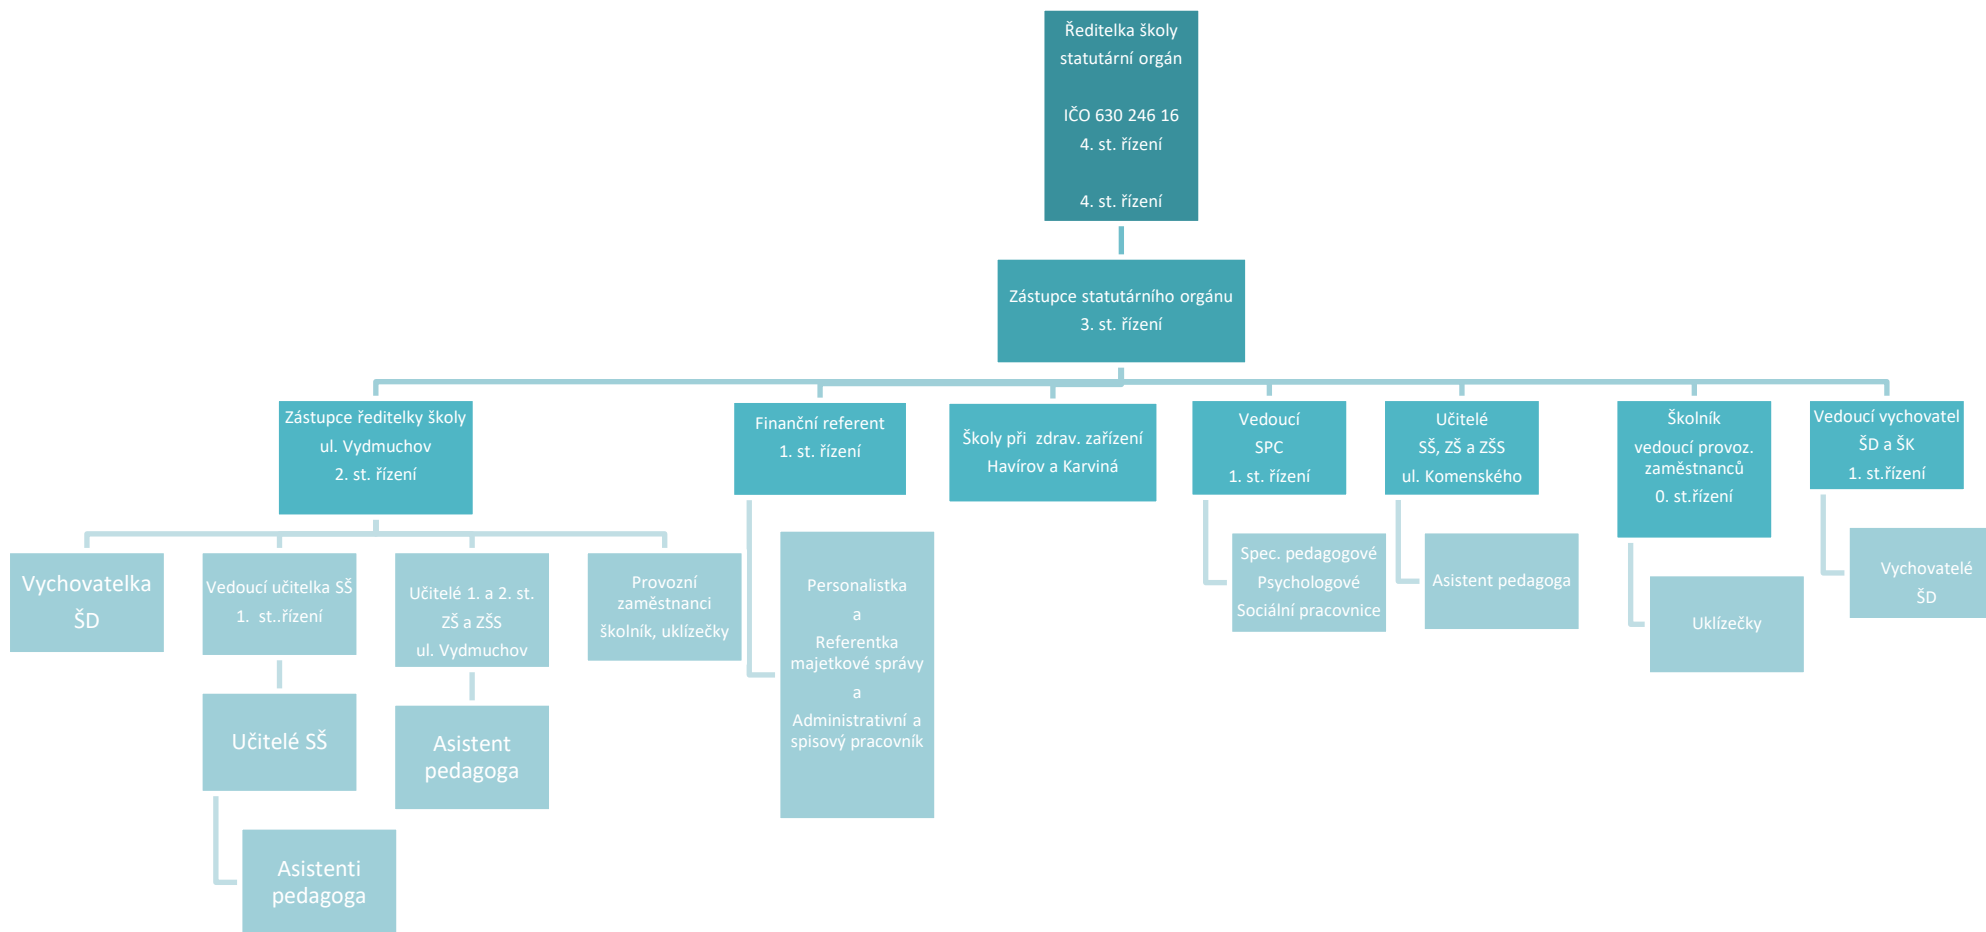 Ředitelka školy
statutární orgán
IČO 630 246 16
4. st. řízení
4. st. řízení
Zástupce statutárního orgánu
3. st. řízení
Zástupce ředitelky školy
ul. Vydmuchov
2. st. řízení
Finanční referent
1. st. řízení
Školy při zdrav. zařízení
Havířov a Karviná
Vedoucí
SPC
1. st. řízení
Učitelé
SŠ, ZŠ a ZŠS
ul. Komenského
Školník
vedoucí provoz.
zaměstnanců
0. st.řízení
Vedoucí vychovatel
ŠD a ŠK
1. st.řízení
Vychovatelka
ŠD
Vedoucí učitelka SŠ
1. st..řízení
Učitelé 1. a 2. st.
ZŠ a ZŠS
ul. Vydmuchov
Provozní
zaměstnanci
školník, uklízečky
Personalistka
a
Referentka
majetkové správy
a
Administrativní a
spisový pracovník
Spec. pedagogové
Psychologové
Sociální pracovnice
Asistent pedagoga
Uklízečky
Vychovatelé
ŠD
Učitelé SŠ
Asistent
pedagoga
Asistenti
pedagoga